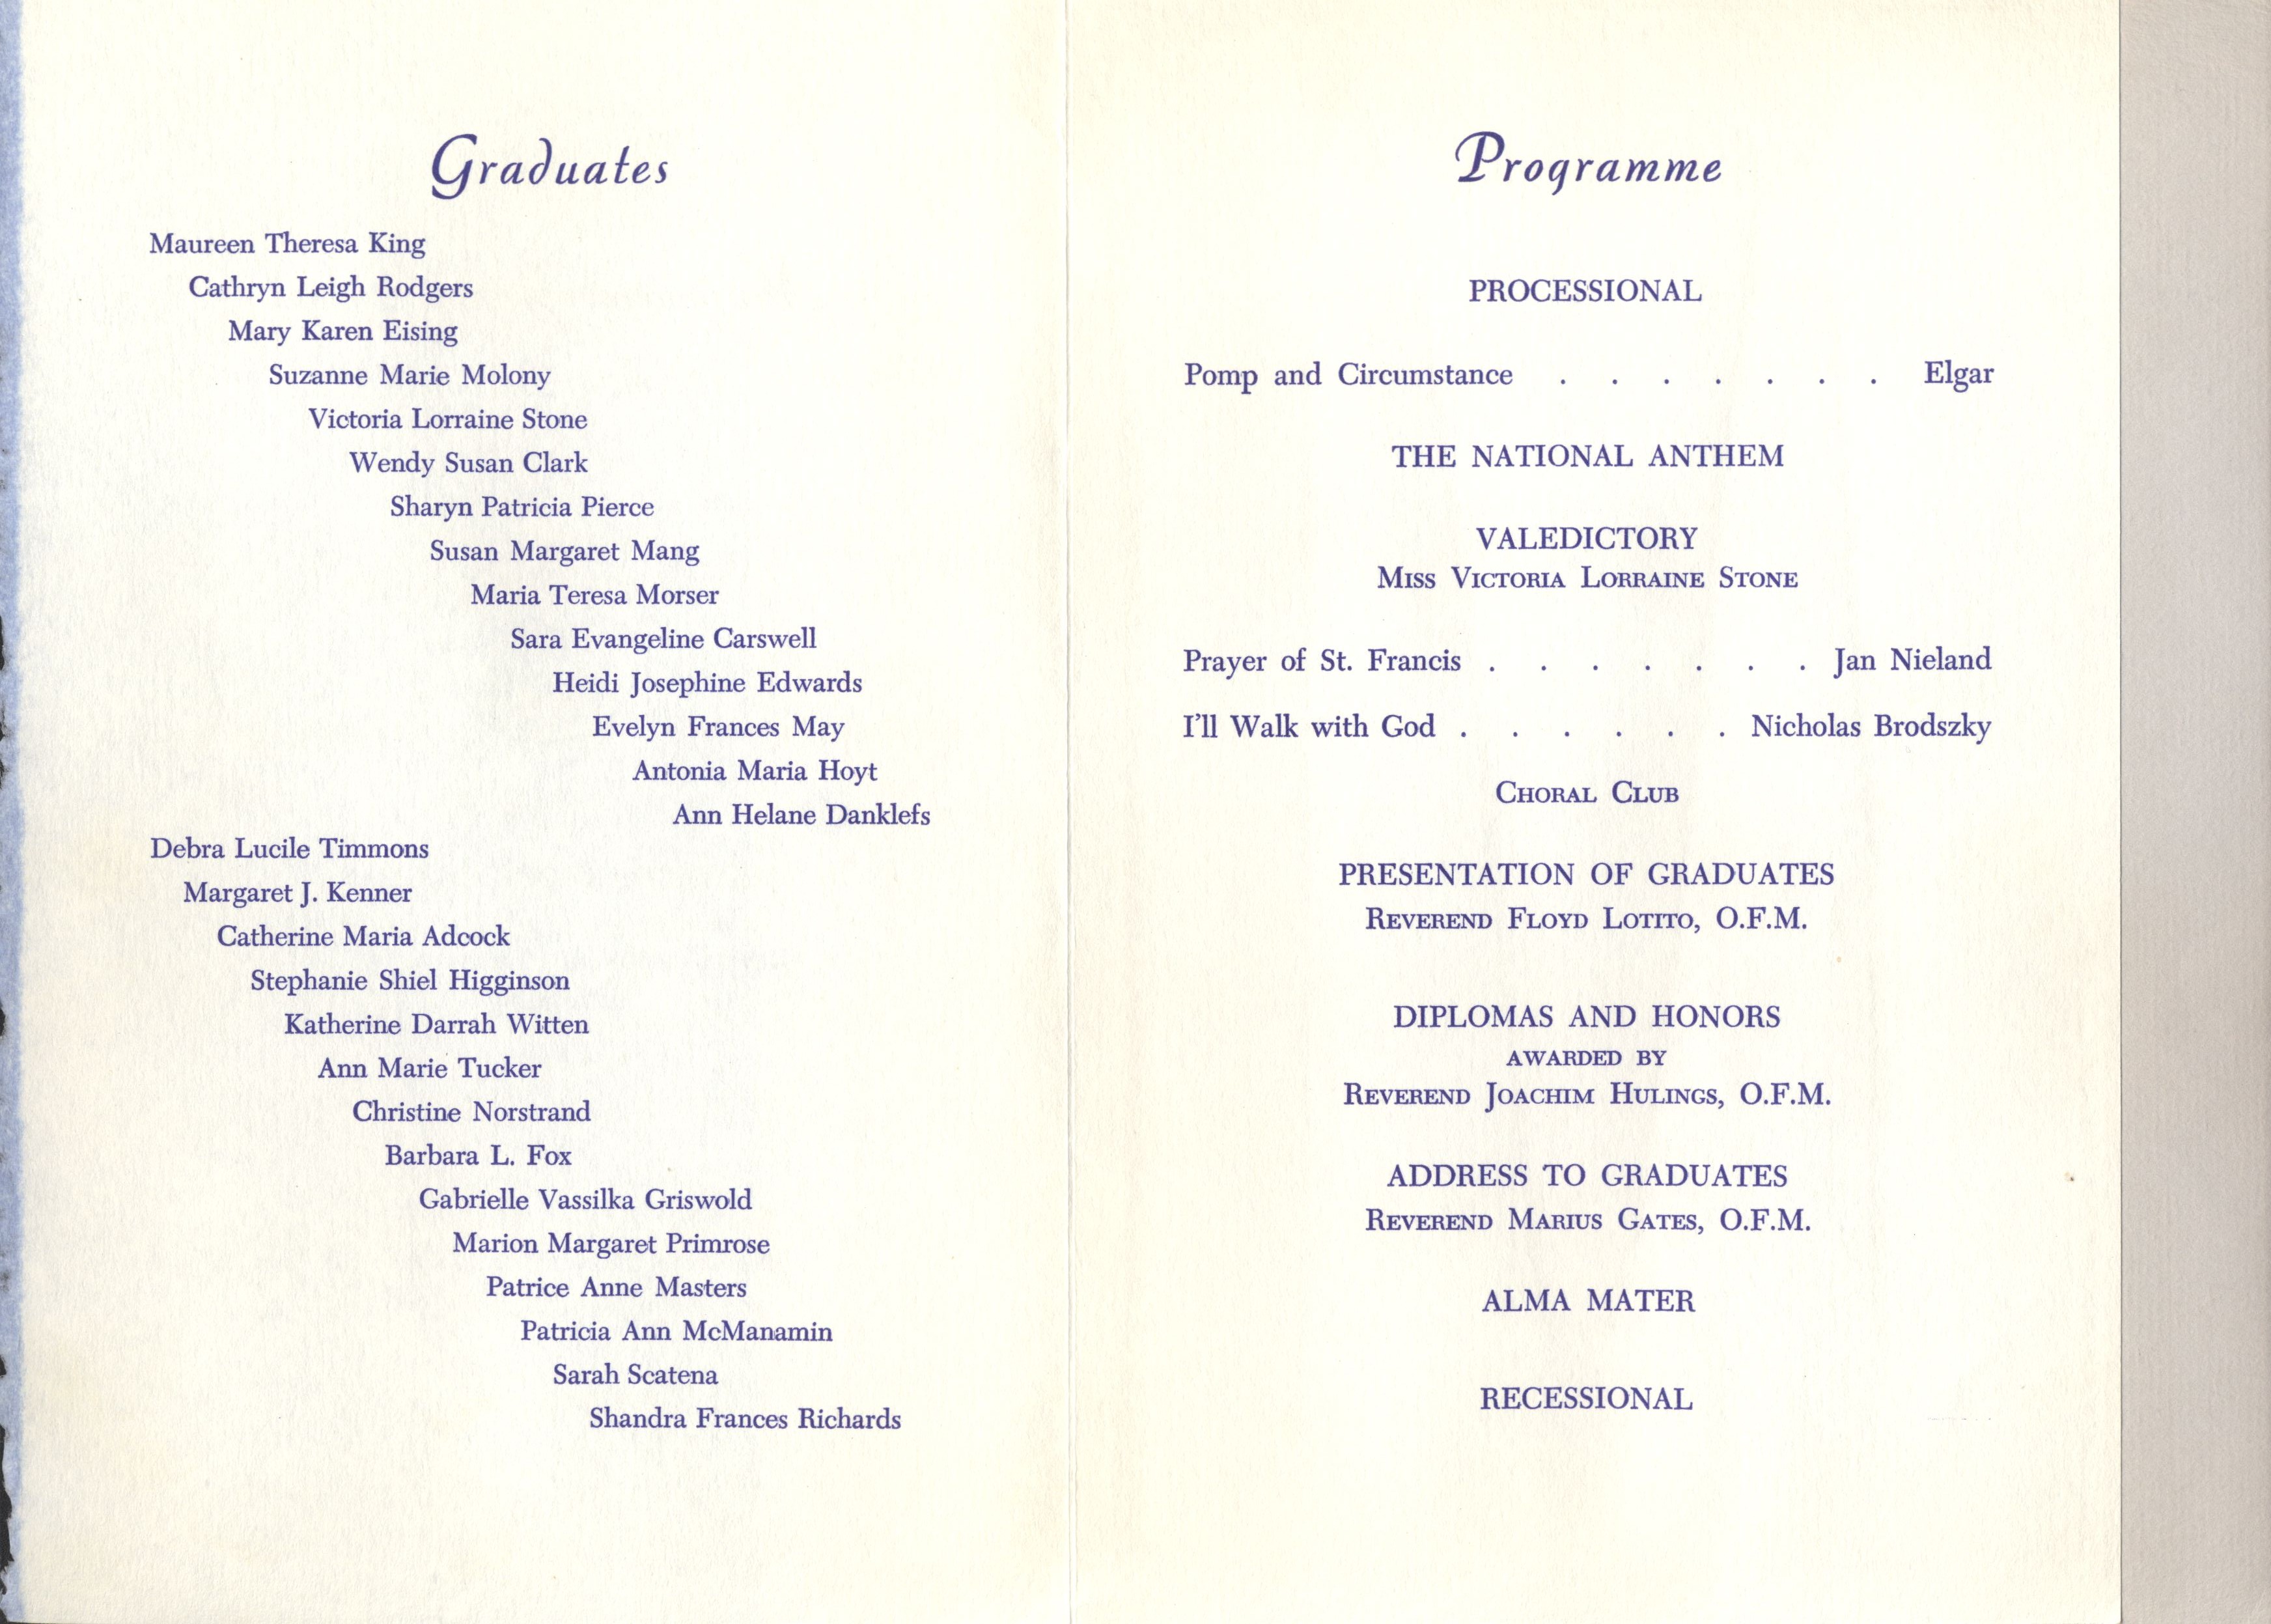 Graduates
Maureen Theresa King
Cathryn Leigh Rodgers
Mary Karen Eising
Suzanne Marie Molony
Victoria Lorraine Stone
Wendy Susan Clark
Sharyn Patricia Pierce
Susan Margaret Mang
Maria Teresa Morser
Sara Evangeline Carswell
Heidi Josephine Edwards
Evelyn Frances May
Antonia Maria Hoyt
Ann Helane Danklefs
Debra Lucile Timmons
Margaret J. Kenner
Catherine Maria Adcock
Stephanie Shiel Higginson
Katherine Darrah Witten
Ann Marie Tucker
Christine Norstrand
Barbara L. Fox
Gabrielle Vassilka Griswold
Marion Margaret Primrose
Patrice Anne Masters
Patricia Ann McManamin
Sarah Scatena
Shandra Frances Richards
Programme
PROCESSIONAL
Pomp and Circumstance . . . . . . . Elgar
THE NATIONAL ANTHEM
VALEDICTORY
Miss Victoria Lorraine Stone
Prayer of St. Francis . . . . . . . Jan Nieland
I'll Walk with God . . . . . . Nicholas Brodszky
Choral Club
PRESENTATION OF GRADUATES
Reverend Floyd Lotito, O.F.M.
DIPLOMAS AND HONORS
AWARDED BY
Reverend Joachim Hulings, O.F.M.
ADDRESS TO GRADUATES
Reverend Marius Gates, O.F.M.
ALMA MATER
RECESSIONAL